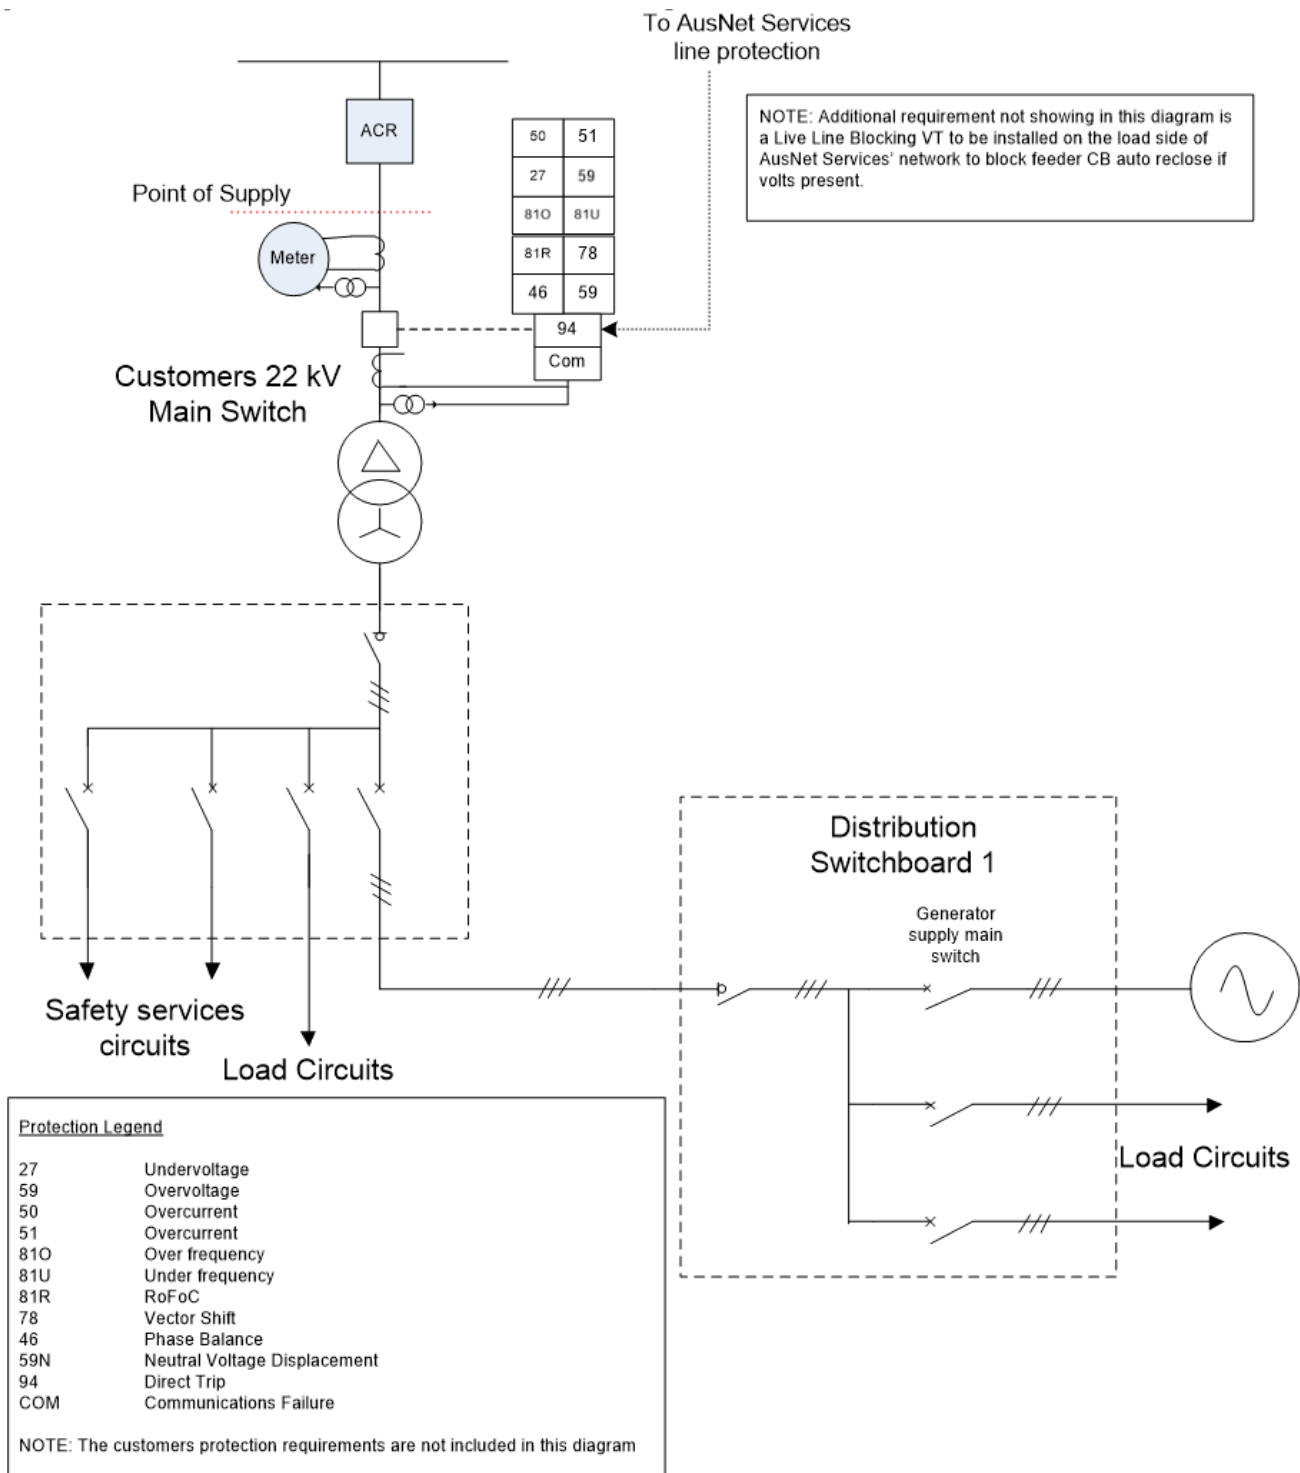 To AusNet Services
line protection
ACR
NOTE: Additional requirement not showing in this diagram is
a Live Line Blocking VT to be installed on the load side of
AusNet Services' network to block feeder CB auto reclose if
volts present.
50 51
27 59
81O 81U
81R 78
46 59
94
Com
Point of Supply
Meter
Customers 22 kV
Main Switch
Distribution
Switchboard 1
Generator
supply main
switch
Safety services
circuits
Load Circuits
Load Circuits
Protection Legend
27 Undervoltage
59 Overvoltage
50 Overcurrent
51 Overcurrent
81O Over frequency
81U Under frequency
81R RoFoC
78 Vector Shift
46 Phase Balance
59N Neutral Voltage Displacement
94 Direct Trip
COM Communications Failure
NOTE: The customers protection requirements are not included in this diagram